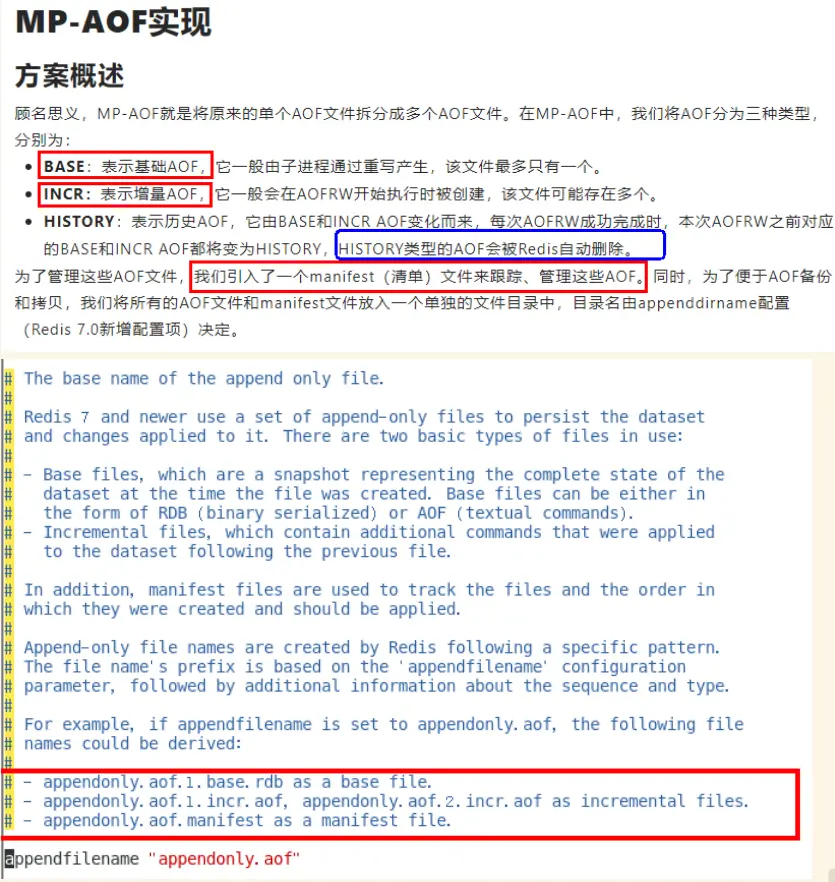 MP-AOF实现
方案概述
顾名思义，MP-AOF就是将原来的单个AOF文件拆分成多个AOF文件。在MP-AOF中，我们将AOF分为三种类型，
分别为：
• BASE：表示基础AOF，它一般由子进程通过重写产生，该文件最多只有一个。
• INCR：表示增量AOF，它一般会在AOFRW开始执行时被创建，该文件可能存在多个。
• HISTORY：表示历史AOF，它由BASE和INCR AOF变化而来，每次AOFRW成功完成时，本次AOFRW之前对应
的BASE和INCR AOF都将变为HISTORY，HISTORY类型的AOF会被Redis自动删除。
为了管理这些AOF文件，我们引入了一个manifest（清单）文件来跟踪、管理这些AOF。同时，为了便于AOF备份
和拷贝，我们将所有的AOF文件和manifest文件放入一个单独的文件目录中，目录名由appenddirname配置
（Redis 7.0新增配置项）决定。
# The base name of the append only file.
#
# Redis 7 and newer use a set of append-only files to persist the dataset
# and changes applied to it. There are two basic types of files in use:
#
# - Base files, which are a snapshot representing the complete state of the
#   dataset at the time the file was created. Base files can be either in
#   the form of RDB (binary serialized) or AOF (textual commands).
# - Incremental files, which contain additional commands that were applied
#   to the dataset following the previous file.
#
# In addition, manifest files are used to track the files and the order in
# which they were created and should be applied.
#
# Append-only file names are created by Redis following a specific pattern.
# The file name's prefix is based on the 'appendfilename' configuration
# parameter, followed by additional information about the sequence and type.
#
# For example, if appendfilename is set to appendonly.aof, the following file
# names could be derived:
#
# - appendonly.aof.1.base.rdb as a base file.
# - appendonly.aof.1.incr.aof, appendonly.aof.2.incr.aof as incremental files.
# - appendonly.aof.manifest as a manifest file.
appendfilename "appendonly.aof"